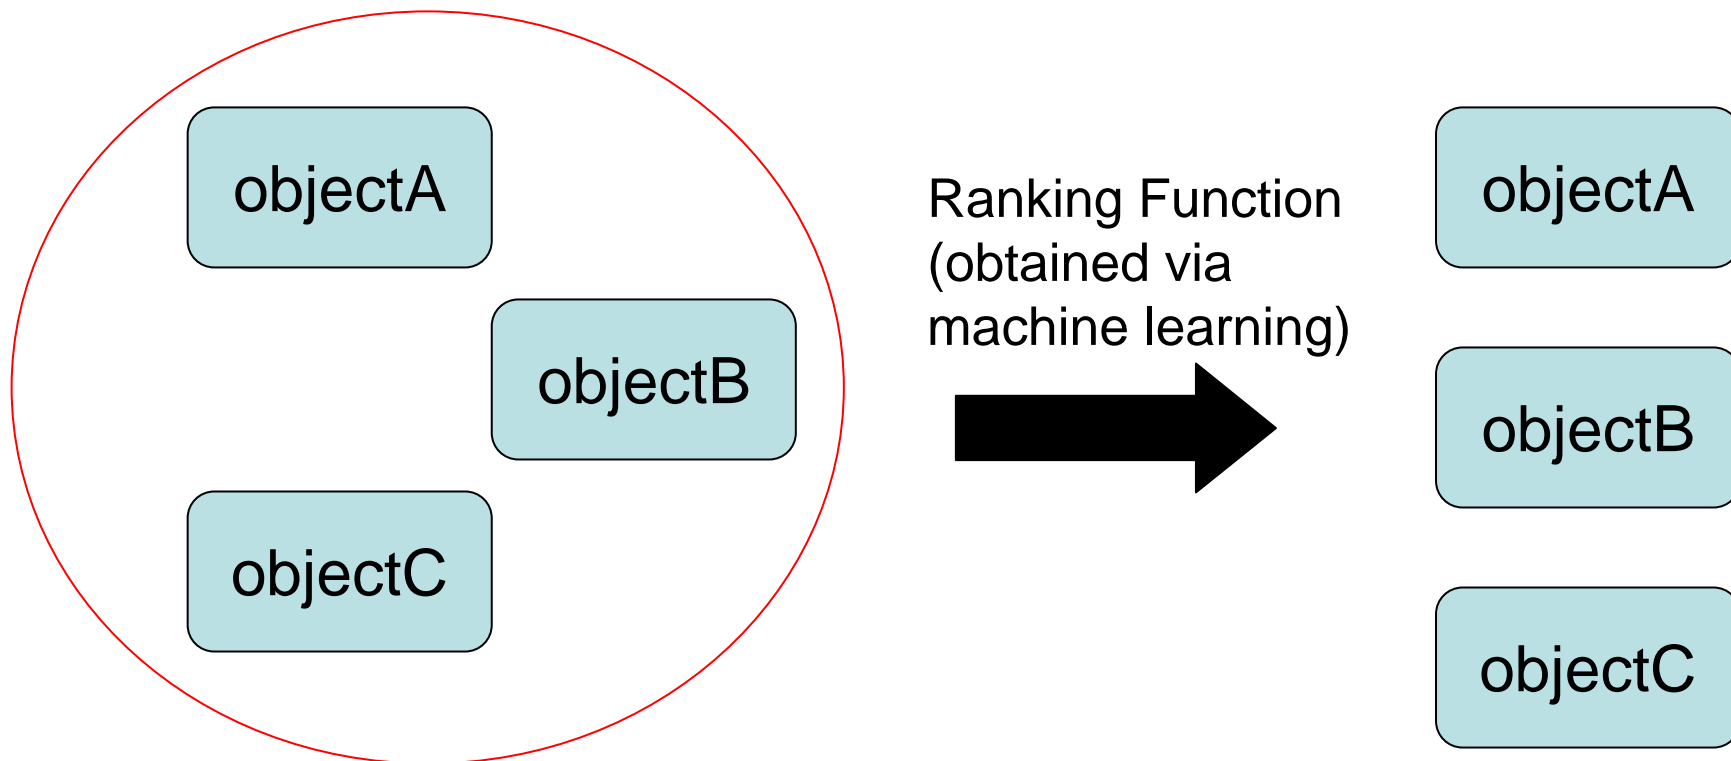 objectA
objectB
objectC
Ranking Function
(obtained via
machine learning)
objectA
objectB
objectC